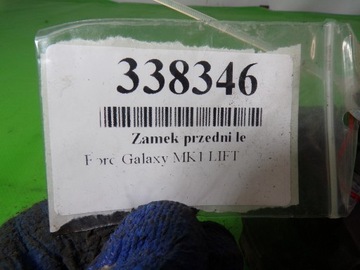 338346
Zamek przedni le
Ford Galaxy MK1 LIFT